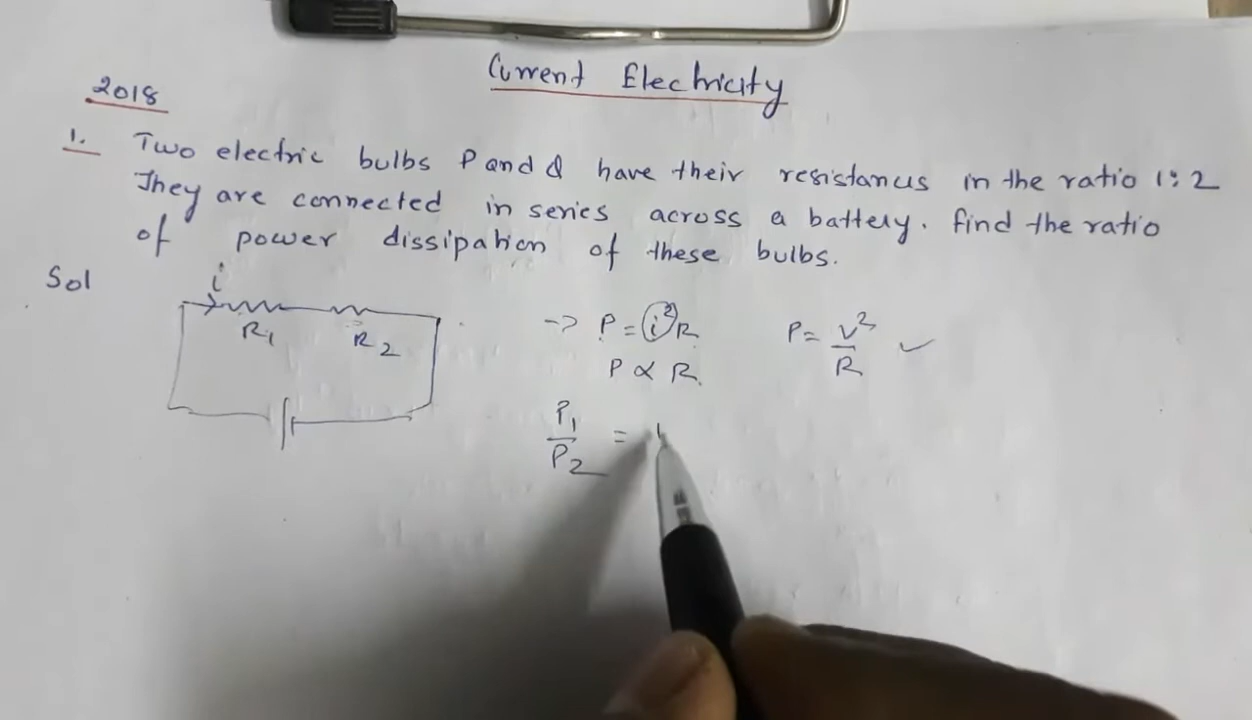 Current Electricity
2018
1. Two electric bulbs P and Q have their resistances in the ratio 1:2
They are connected in series across a battery. find the ratio
of power dissipation of these bulbs.
Sol
i
R1 R2
-> P = i²R P = V²/R ✓
P ∝ R.
P1/P2 =